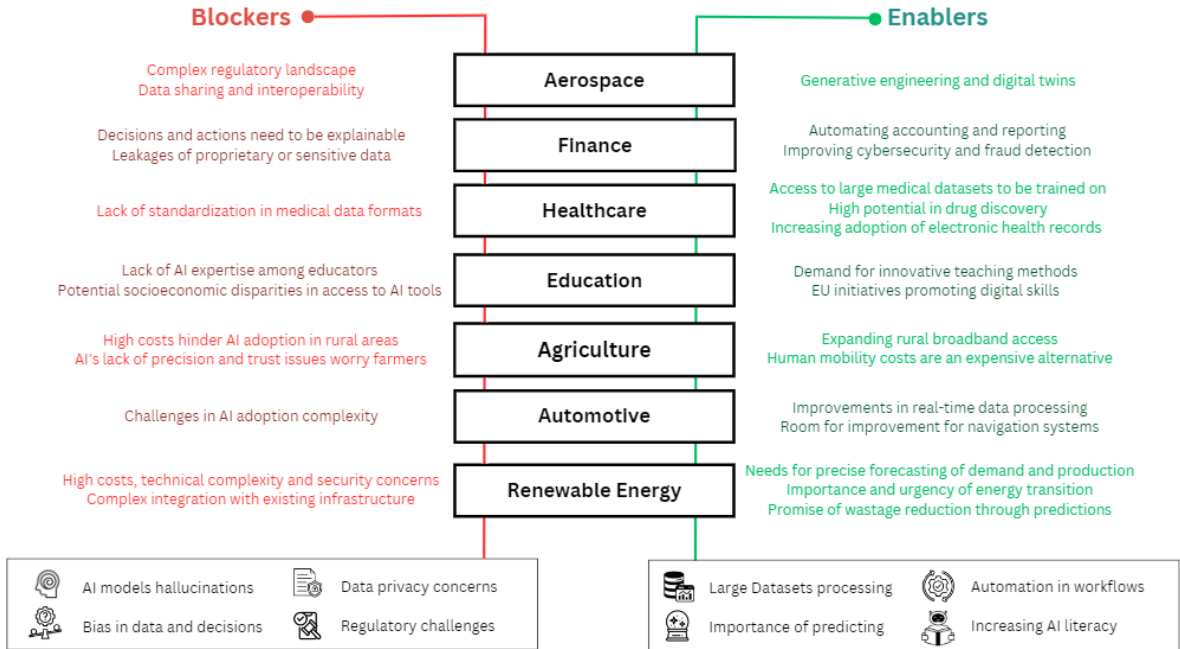 Blockers
Enablers
Complex regulatory landscape
Data sharing and interoperability
Aerospace
Generative engineering and digital twins
Decisions and actions need to be explainable
Leakages of proprietary or sensitive data
Finance
Automating accounting and reporting
Improving cybersecurity and fraud detection
Lack of standardization in medical data formats
Healthcare
Access to large medical datasets to be trained on
High potential in drug discovery
Increasing adoption of electronic health records
Lack of AI expertise among educators
Potential socioeconomic disparities in access to AI tools
Education
Demand for innovative teaching methods
EU initiatives promoting digital skills
High costs hinder AI adoption in rural areas
AI's lack of precision and trust issues worry farmers
Agriculture
Expanding rural broadband access
Human mobility costs are an expensive alternative
Challenges in AI adoption complexity
Automotive
Improvements in real-time data processing
Room for improvement for navigation systems
High costs, technical complexity and security concerns
Complex integration with existing infrastructure
Renewable Energy
Needs for precise forecasting of demand and production
Importance and urgency of energy transition
Promise of wastage reduction through predictions
AI models hallucinations
Data privacy concerns
Bias in data and decisions
Regulatory challenges
Large Datasets processing
Automation in workflows
Importance of predicting
Increasing AI literacy